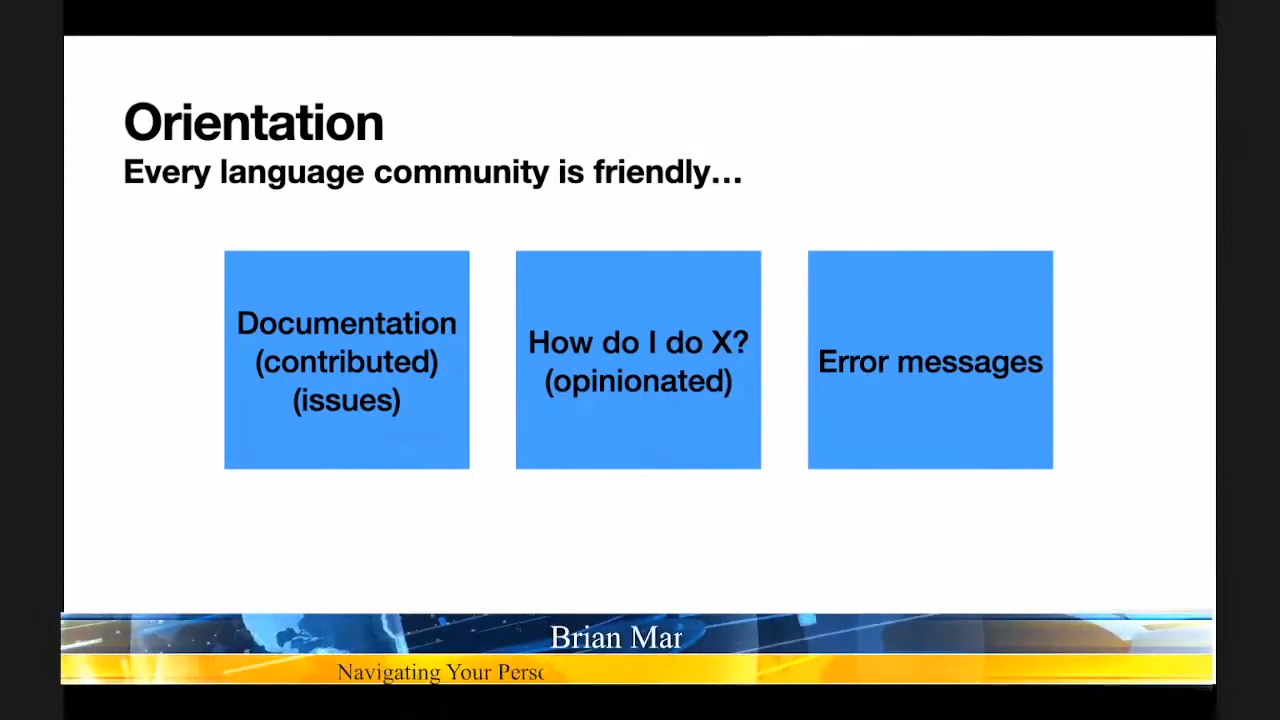 Orientation
Every language community is friendly…
Documentation
(contributed)
(issues)
How do I do X?
(opinionated)
Error messages
Brian Mar
Navigating Your Perso